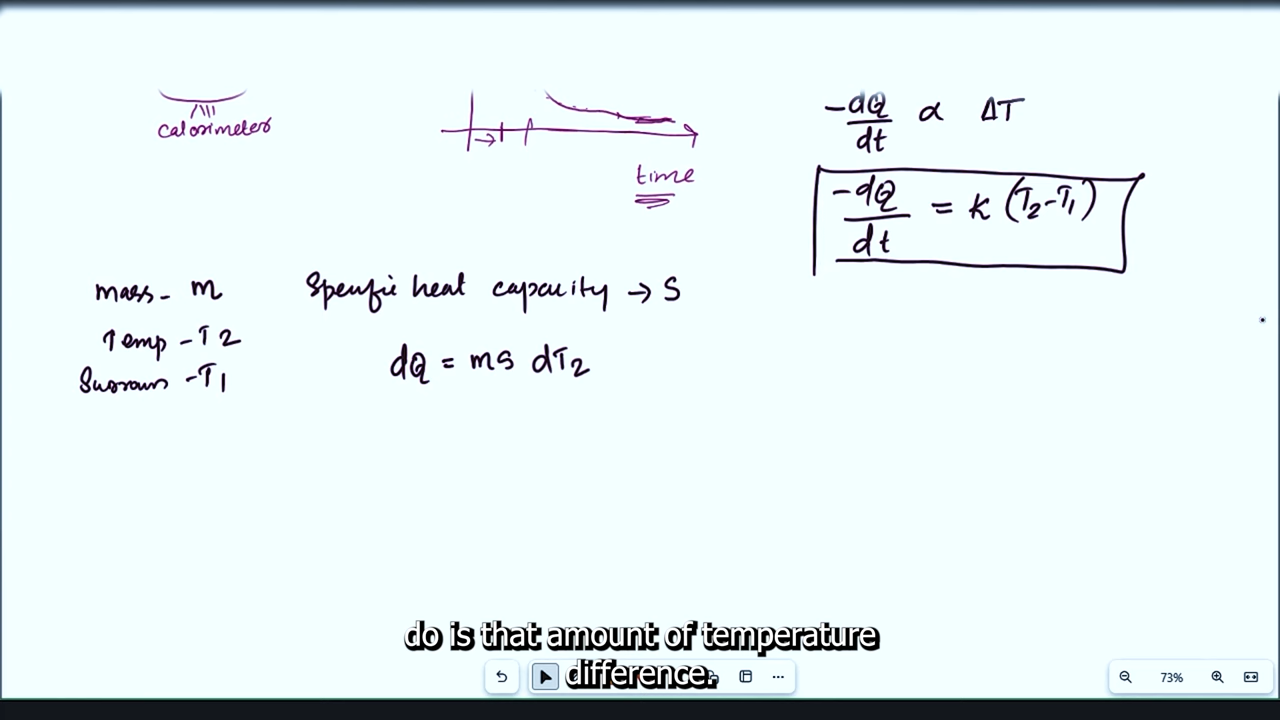 calorimeter
time
-dQ/dt ∝ ΔT
-dQ/dt = K (T₂-T₁)
mass - m
Specific heat capacity → S
Temp - T2
- T1
dQ = ms dT₂
do is that amount of temperature
difference.
73%